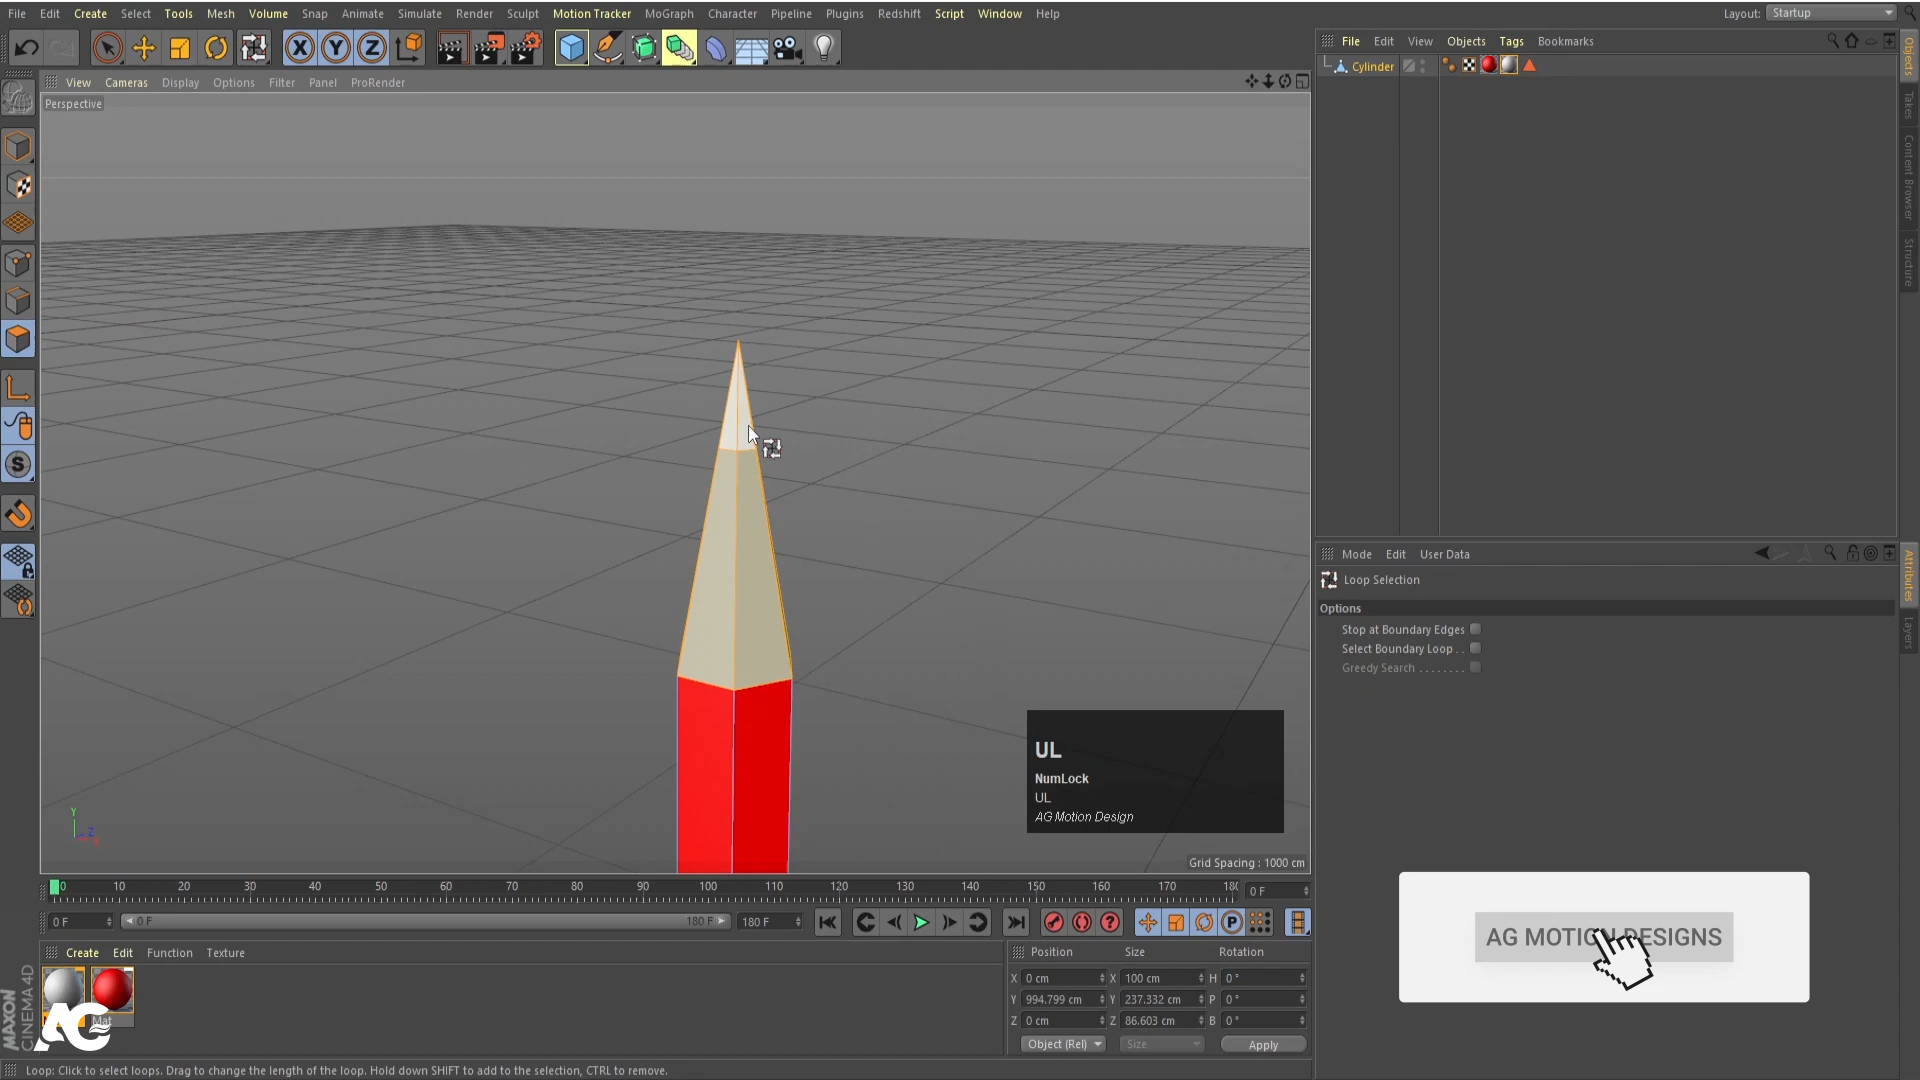 File Edit Create Select Tools Mesh Volume Snap Animate Simulate Render Sculpt Motion Tracker MoGraph Character Pipeline Plugins Redshift Script Window Help
Layout: Startup
X Y Z
File Edit View Objects Tags Bookmarks
View Cameras Display Options Filter Panel ProRender
Perspective
Cylinder
Objects
Takes
Content Browser
Structure
Mode Edit User Data
Loop Selection
Options
Stop at Boundary Edges
Select Boundary Loop . .
Greedy Search . . . . . . . .
Attributes
Layers
UL
NumLock
UL
AG Motion Design
Y
Z
Grid Spacing : 1000 cm
0 10 20 30 40 50 60 70 80 90 100 110 120 130 140 150 160 170 18
0 F
0 F 0 F 180 F 180 F
Create Edit Function Texture
Mat
AG
MAXON
CINEMA 4D
Position Size Rotation
X 0 cm X 100 cm H 0 °
Y 994.799 cm Y 237.332 cm P 0 °
Z 0 cm Z 86.603 cm B 0 °
Object (Rel) Size Apply
AG MOTION DESIGNS
Loop: Click to select loops. Drag to change the length of the loop. Hold down SHIFT to add to the selection, CTRL to remove.